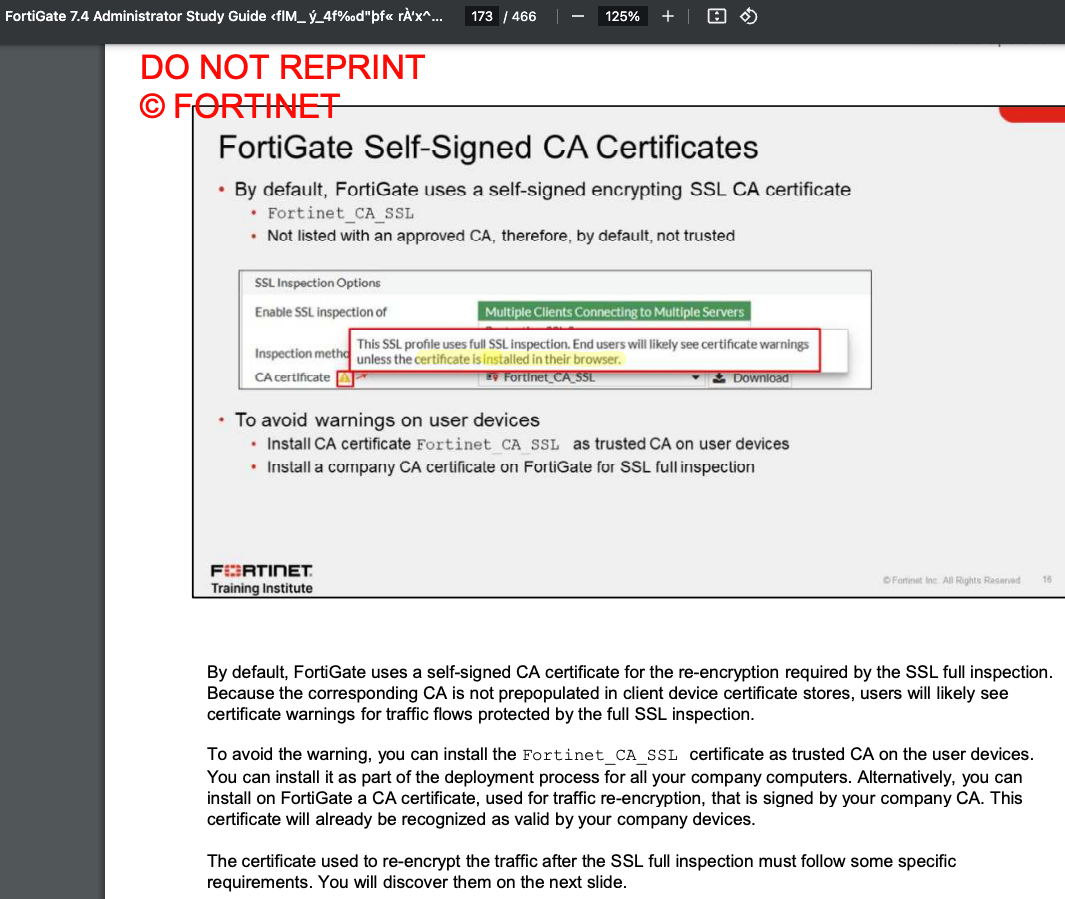 FortiGate 7.4 Administrator Study Guide
173 / 466
125%
DO NOT REPRINT
© FORTINET
FortiGate Self-Signed CA Certificates
• By default, FortiGate uses a self-signed encrypting SSL CA certificate
• Fortinet_CA_SSL
• Not listed with an approved CA, therefore, by default, not trusted
SSL Inspection Options
Enable SSL inspection of
Multiple Clients Connecting to Multiple Servers
This SSL profile uses full SSL inspection. End users will likely see certificate warnings
unless the certificate is installed in their browser.
Inspection metho
CA certificate
Fortinet_CA_SSL
Download
• To avoid warnings on user devices
• Install CA certificate Fortinet_CA_SSL as trusted CA on user devices
• Install a company CA certificate on FortiGate for SSL full inspection
FORTINET
Training Institute
© Fortinet Inc. All Rights Reserved
16
By default, FortiGate uses a self-signed CA certificate for the re-encryption required by the SSL full inspection.
Because the corresponding CA is not prepopulated in client device certificate stores, users will likely see
certificate warnings for traffic flows protected by the full SSL inspection.
To avoid the warning, you can install the Fortinet_CA_SSL certificate as trusted CA on the user devices.
You can install it as part of the deployment process for all your company computers. Alternatively, you can
install on FortiGate a CA certificate, used for traffic re-encryption, that is signed by your company CA. This
certificate will already be recognized as valid by your company devices.
The certificate used to re-encrypt the traffic after the SSL full inspection must follow some specific
requirements. You will discover them on the next slide.